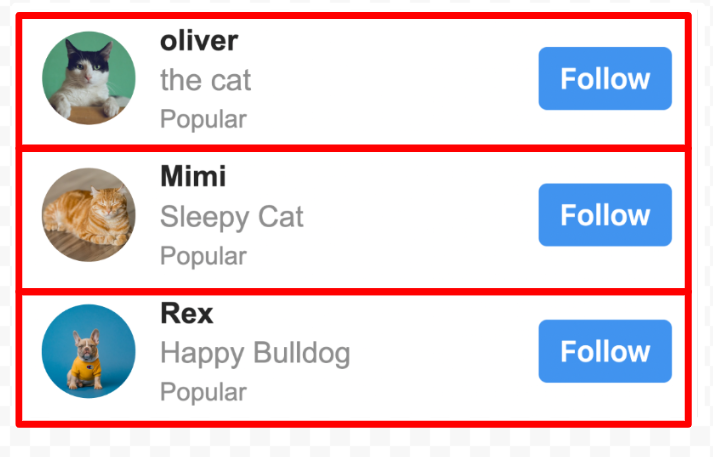 oliver
the cat
Popular
Follow
Mimi
Sleepy Cat
Popular
Follow
Rex
Happy Bulldog
Popular
Follow